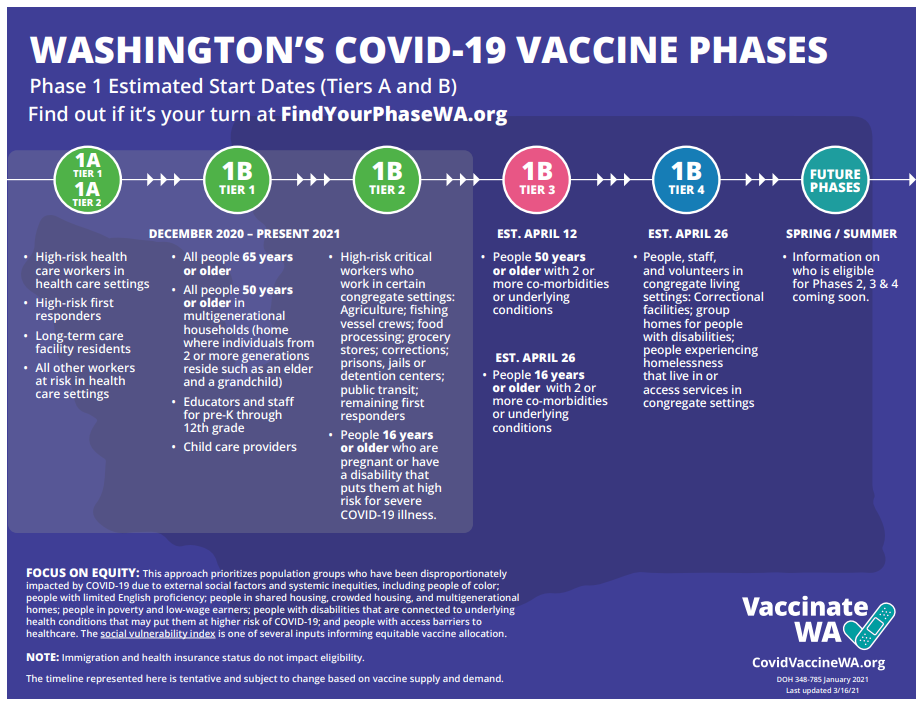 WASHINGTON'S COVID-19 VACCINE PHASES
Phase 1 Estimated Start Dates (Tiers A and B)
Find out if it's your turn at FindYourPhaseWA.org
1A
TIER 1
1A
TIER 2
1B
TIER 1
1B
TIER 2
1B
TIER 3
1B
TIER 4
FUTURE
PHASES
DECEMBER 2020 – PRESENT 2021
• High-risk health
care workers in
health care settings
• High-risk first
responders
• Long-term care
facility residents
• All other workers
at risk in health
care settings
• All people 65 years
or older
• All people 50 years
or older in
multigenerational
households (home
where individuals from
2 or more generations
reside such as an elder
and a grandchild)
• Educators and staff
for pre-K through
12th grade
• Child care providers
• High-risk critical
workers who
work in certain
congregate settings:
Agriculture; fishing
vessel crews; food
processing; grocery
stores; corrections;
prisons, jails or
detention centers;
public transit;
remaining first
responders
• People 16 years
or older who are
pregnant or have
a disability that
puts them at high
risk for severe
COVID-19 illness.
EST. APRIL 12
• People 50 years
or older with 2 or
more co-morbidities
or underlying
conditions
EST. APRIL 26
• People 16 years
or older with 2 or
more co-morbidities
or underlying
conditions
EST. APRIL 26
• People, staff,
and volunteers in
congregate living
settings: Correctional
facilities; group
homes for people
with disabilities;
people experiencing
homelessness
that live in or
access services in
congregate settings
SPRING / SUMMER
• Information on
who is eligible
for Phases 2, 3 & 4
coming soon.
FOCUS ON EQUITY: This approach prioritizes population groups who have been disproportionately
impacted by COVID-19 due to external social factors and systemic inequities, including people of color;
people with limited English proficiency; people in shared housing, crowded housing, and multigenerational
homes; people in poverty and low-wage earners; people with disabilities that are connected to underlying
health conditions that may put them at higher risk of COVID-19; and people with access barriers to
healthcare. The social vulnerability index is one of several inputs informing equitable vaccine allocation.
NOTE: Immigration and health insurance status do not impact eligibility.
The timeline represented here is tentative and subject to change based on vaccine supply and demand.
Vaccinate
WA
CovidVaccineWA.org
DOH 348-785 January 2021
Last updated 3/16/21